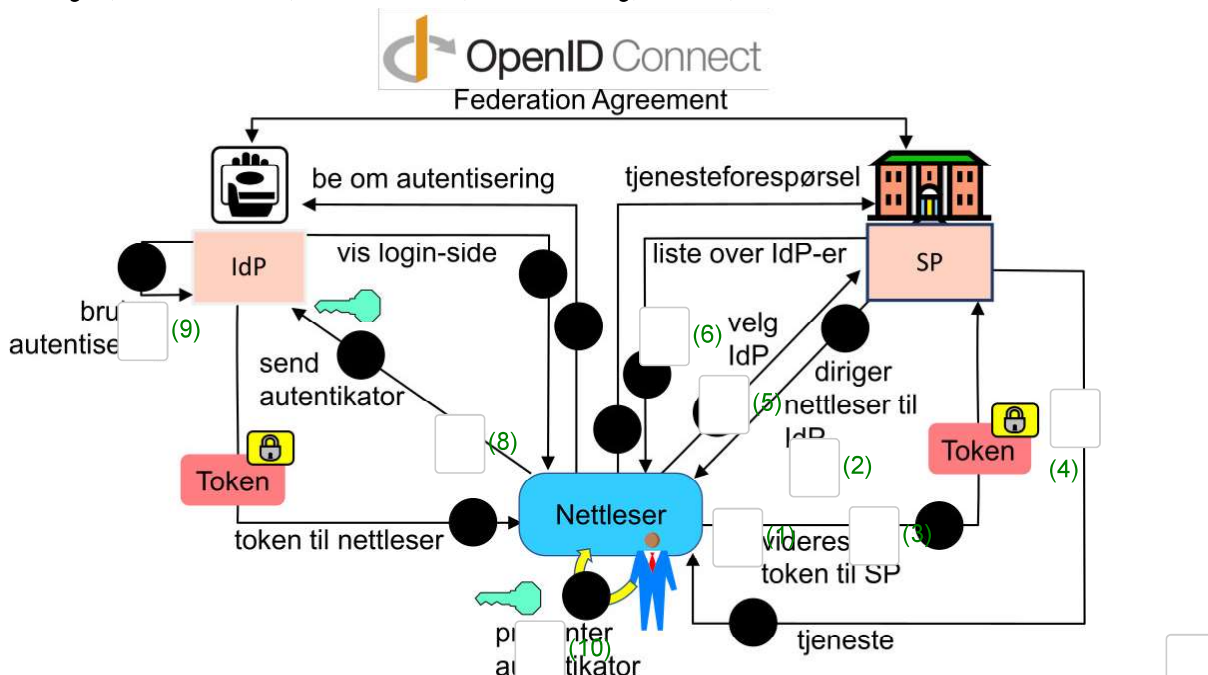 OpenID Connect
Federation Agreement
be om autentisering
tjenesteforespørsel
vis login-side
liste over IdP-er
IdP
SP
(9)
(6)
velg
IdP
send
autentikator
diriger
nettleser til
(5)
(8)
(2)
(4)
Token
Token
Nettleser
token til nettleser
(1)
(3)
token til SP
(10)
tjeneste